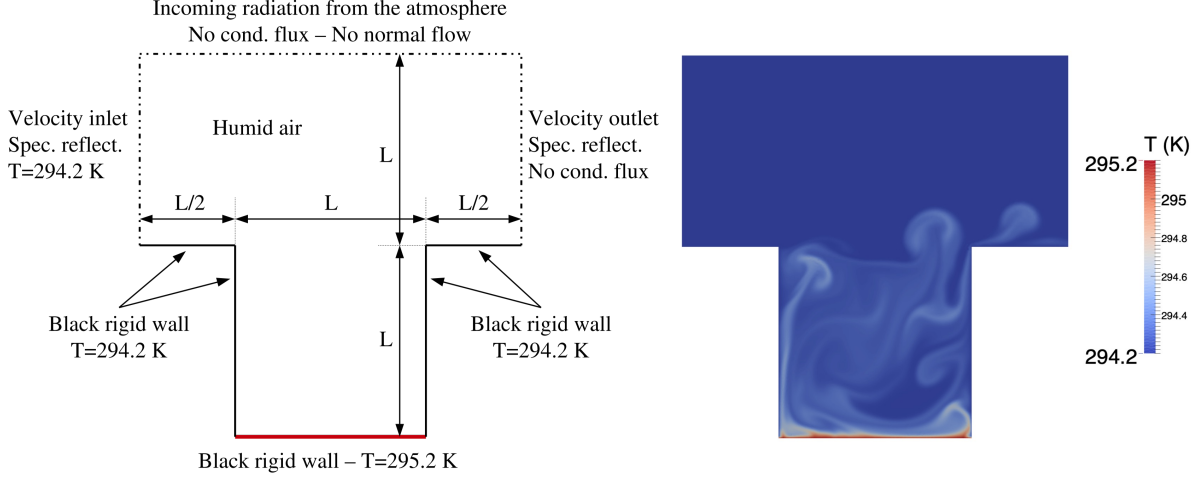 Incoming radiation from the atmosphere
No cond. flux – No normal flow
Velocity inlet
Spec. reflect.
T=294.2 K
Humid air
L
Velocity outlet
Spec. reflect.
No cond. flux
L/2
L
L/2
Black rigid wall
T=294.2 K
L
Black rigid wall
T=294.2 K
Black rigid wall – T=295.2 K
T (K)
295.2
295
294.8
294.6
294.4
294.2